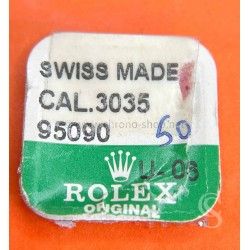 SWISS MADE
CAL.3035
95090 50
U-06
ROLEX
ORIGINAL